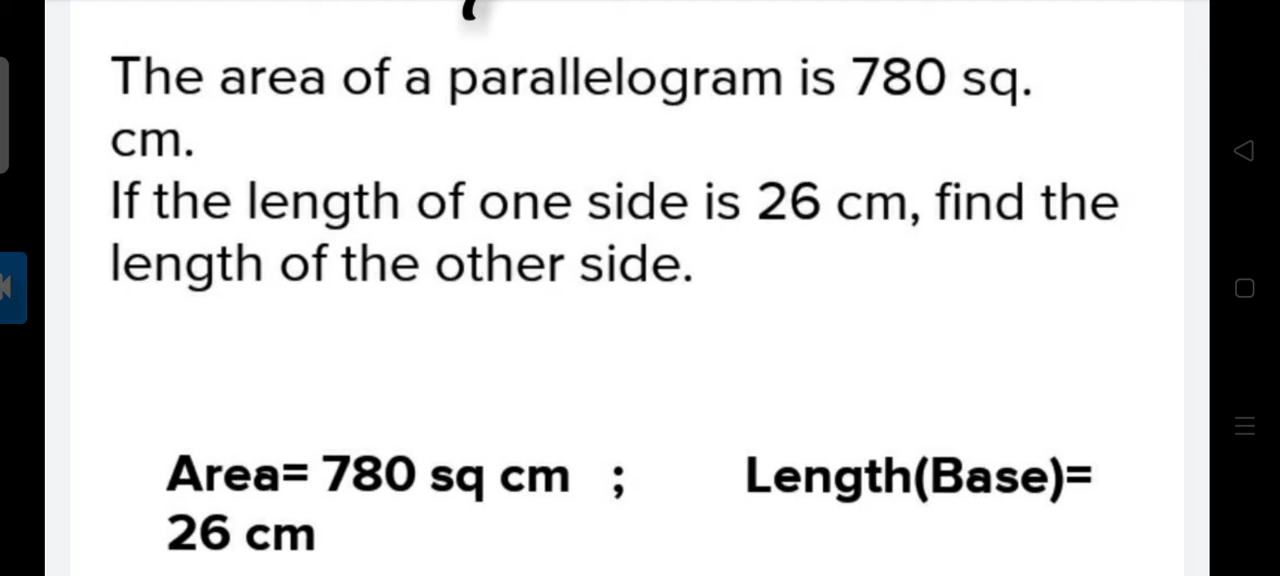 The area of a parallelogram is 780 sq.
cm.
If the length of one side is 26 cm, find the
length of the other side.
Area= 780 sq cm ; Length(Base)=
26 cm